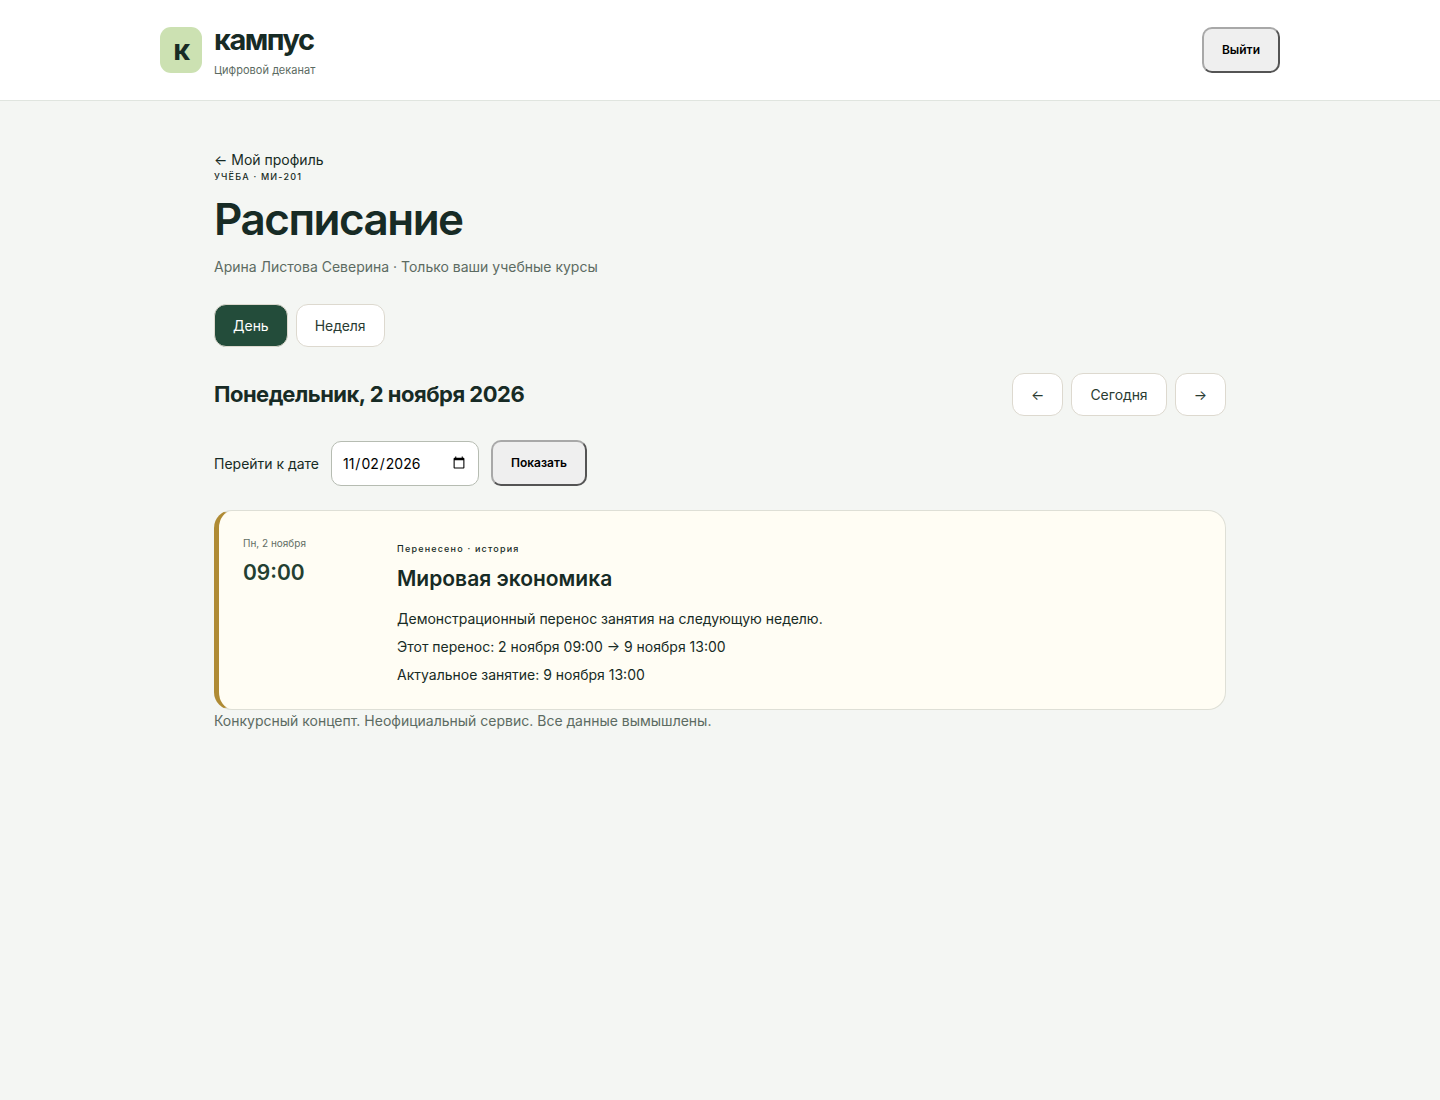 к
кампус
Цифровой деканат
Выйти
← Мой профиль
УЧЁБА · МИ-201
Расписание
Арина Листова Северина · Только ваши учебные курсы
День
Неделя
Понедельник, 2 ноября 2026
←
Сегодня
→
Перейти к дате
11/02/2026
Показать
Пн, 2 ноября
09:00
Перенесено · история
Мировая экономика
Демонстрационный перенос занятия на следующую неделю.
Этот перенос: 2 ноября 09:00 → 9 ноября 13:00
Актуальное занятие: 9 ноября 13:00
Конкурсный концепт. Неофициальный сервис. Все данные вымышлены.